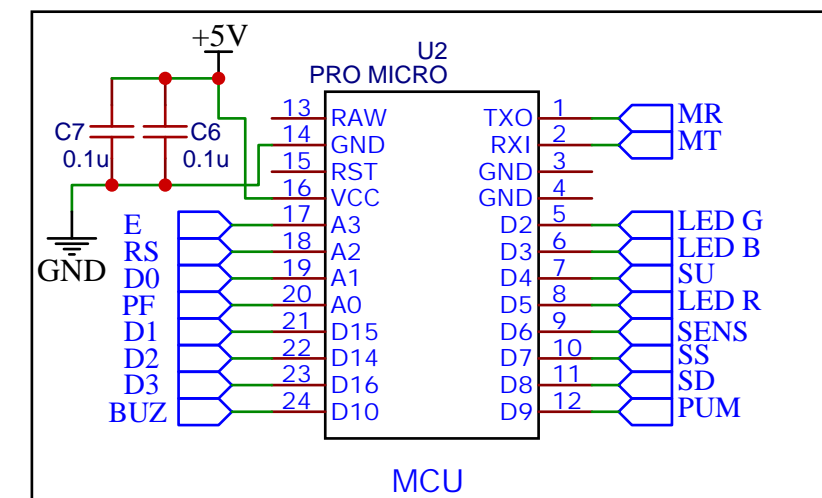 +5V
U2
PRO MICRO
C7
0.1u
C6
0.1u
GND
13 RAW TXO 1 MR
14 GND RXI 2 MT
15 RST GND 3
16 VCC GND 4
E 17 A3 D2 5 LED G
RS 18 A2 D3 6 LED B
D0 19 A1 D4 7 SU
PF 20 A0 D5 8 LED R
D1 21 D15 D6 9 SENS
D2 22 D14 D7 10 SS
D3 23 D16 D8 11 SD
BUZ 24 D10 D9 12 PUM
MCU